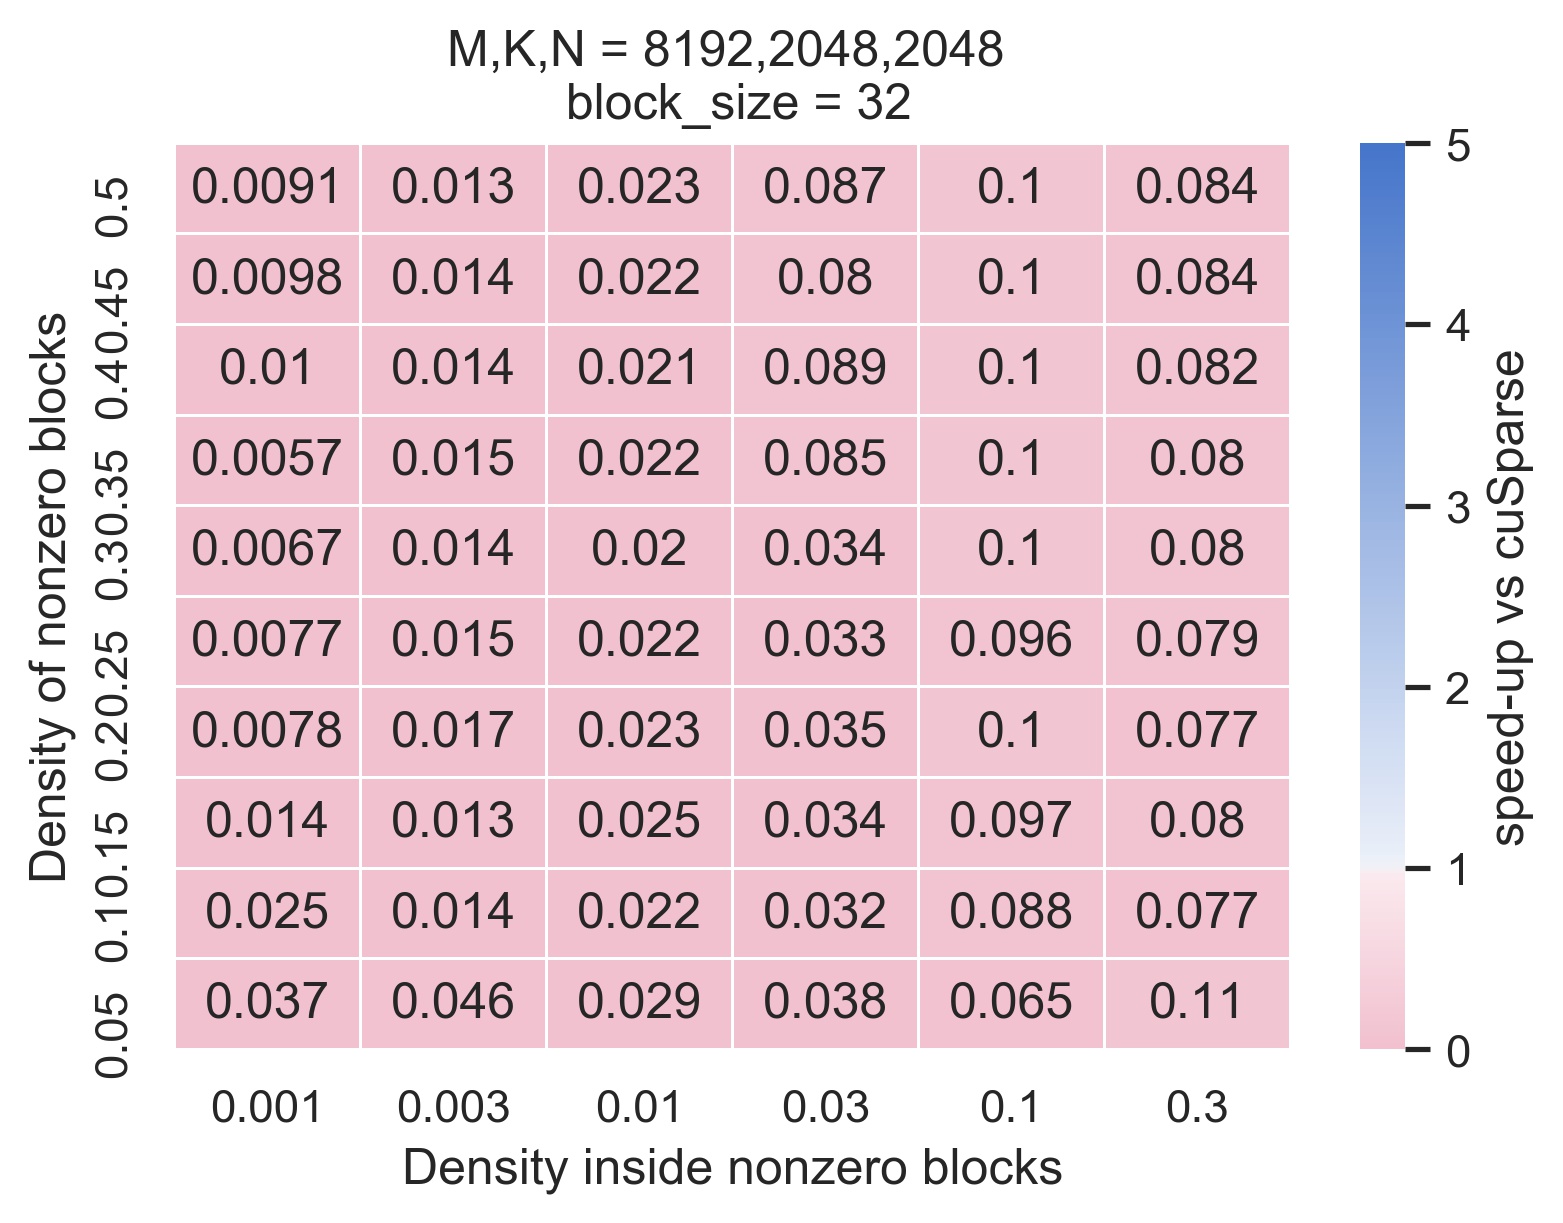 M,K,N = 8192,2048,2048
block_size = 32
Density of nonzero blocks
0.5 0.0091 0.013 0.023 0.087 0.1 0.084
0.45 0.0098 0.014 0.022 0.08 0.1 0.084
0.4 0.01 0.014 0.021 0.089 0.1 0.082
0.35 0.0057 0.015 0.022 0.085 0.1 0.08
0.3 0.0067 0.014 0.02 0.034 0.1 0.08
0.25 0.0077 0.015 0.022 0.033 0.096 0.079
0.2 0.0078 0.017 0.023 0.035 0.1 0.077
0.15 0.014 0.013 0.025 0.034 0.097 0.08
0.1 0.025 0.014 0.022 0.032 0.088 0.077
0.05 0.037 0.046 0.029 0.038 0.065 0.11
0.001 0.003 0.01 0.03 0.1 0.3
Density inside nonzero blocks
5
4
3
2
1
0
speed-up vs cuSparse